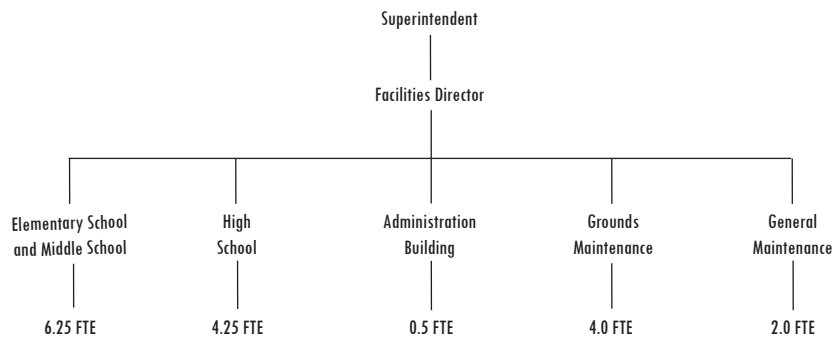 Superintendent
Facilities Director
Elementary School
and Middle School
High
School
Administration
Building
Grounds
Maintenance
General
Maintenance
6.25 FTE
4.25 FTE
0.5 FTE
4.0 FTE
2.0 FTE